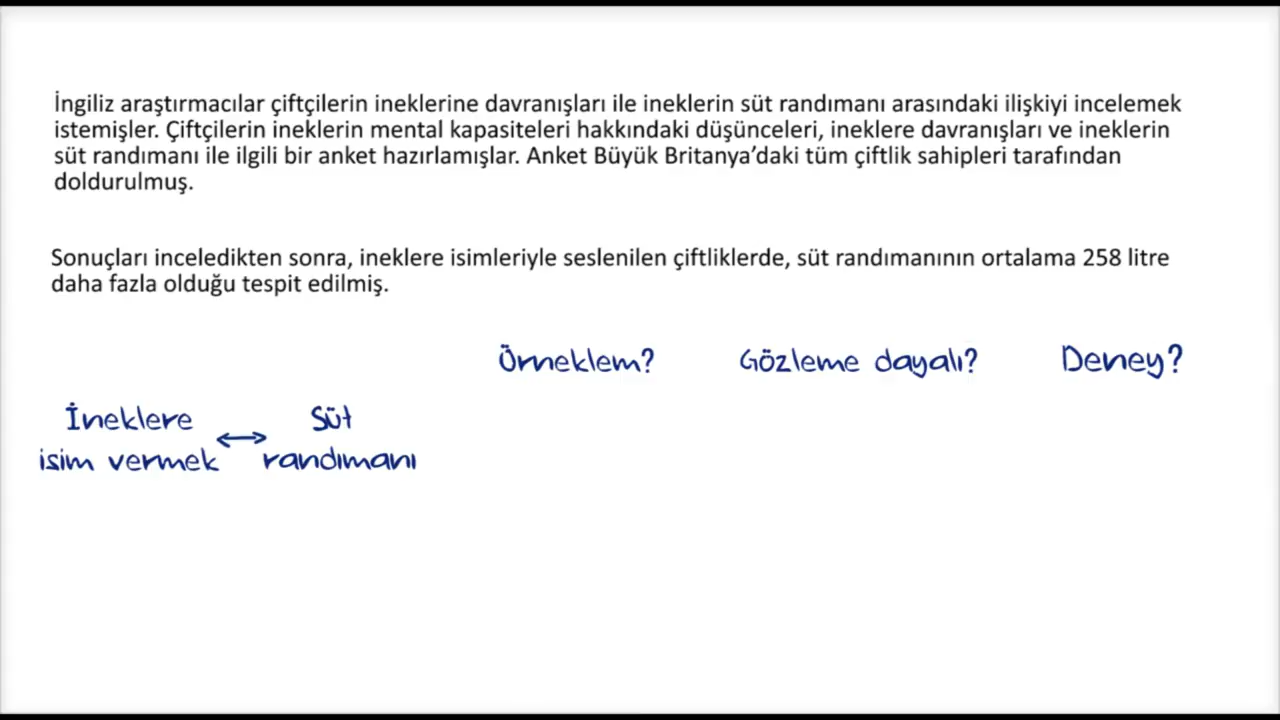 İngiliz araştırmacılar çiftçilerin ineklerine davranışları ile ineklerin süt randımanı arasındaki ilişkiyi incelemek
istemişler. Çiftçilerin ineklerin mental kapasiteleri hakkındaki düşünceleri, ineklere davranışları ve ineklerin
süt randımanı ile ilgili bir anket hazırlamışlar. Anket Büyük Britanya’daki tüm çiftlik sahipleri tarafından
doldurulmuş.
Sonuçları inceledikten sonra, ineklere isimleriyle seslenilen çiftliklerde, süt randımanının ortalama 258 litre
daha fazla olduğu tespit edilmiş.
Örneklem? Gözleme dayalı? Deney?
İneklere Süt
isim vermek ↔ randımanı